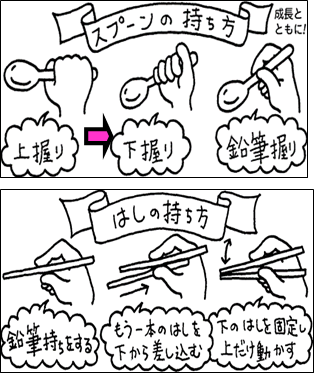 スプーンの持ち方
成長と
ともに!
上握り
下握り
鉛筆握り
はしの持ち方
鉛筆持ちをする
もう一本のはしを
下から差し込む
下のはしを固定し
上だけ動かす